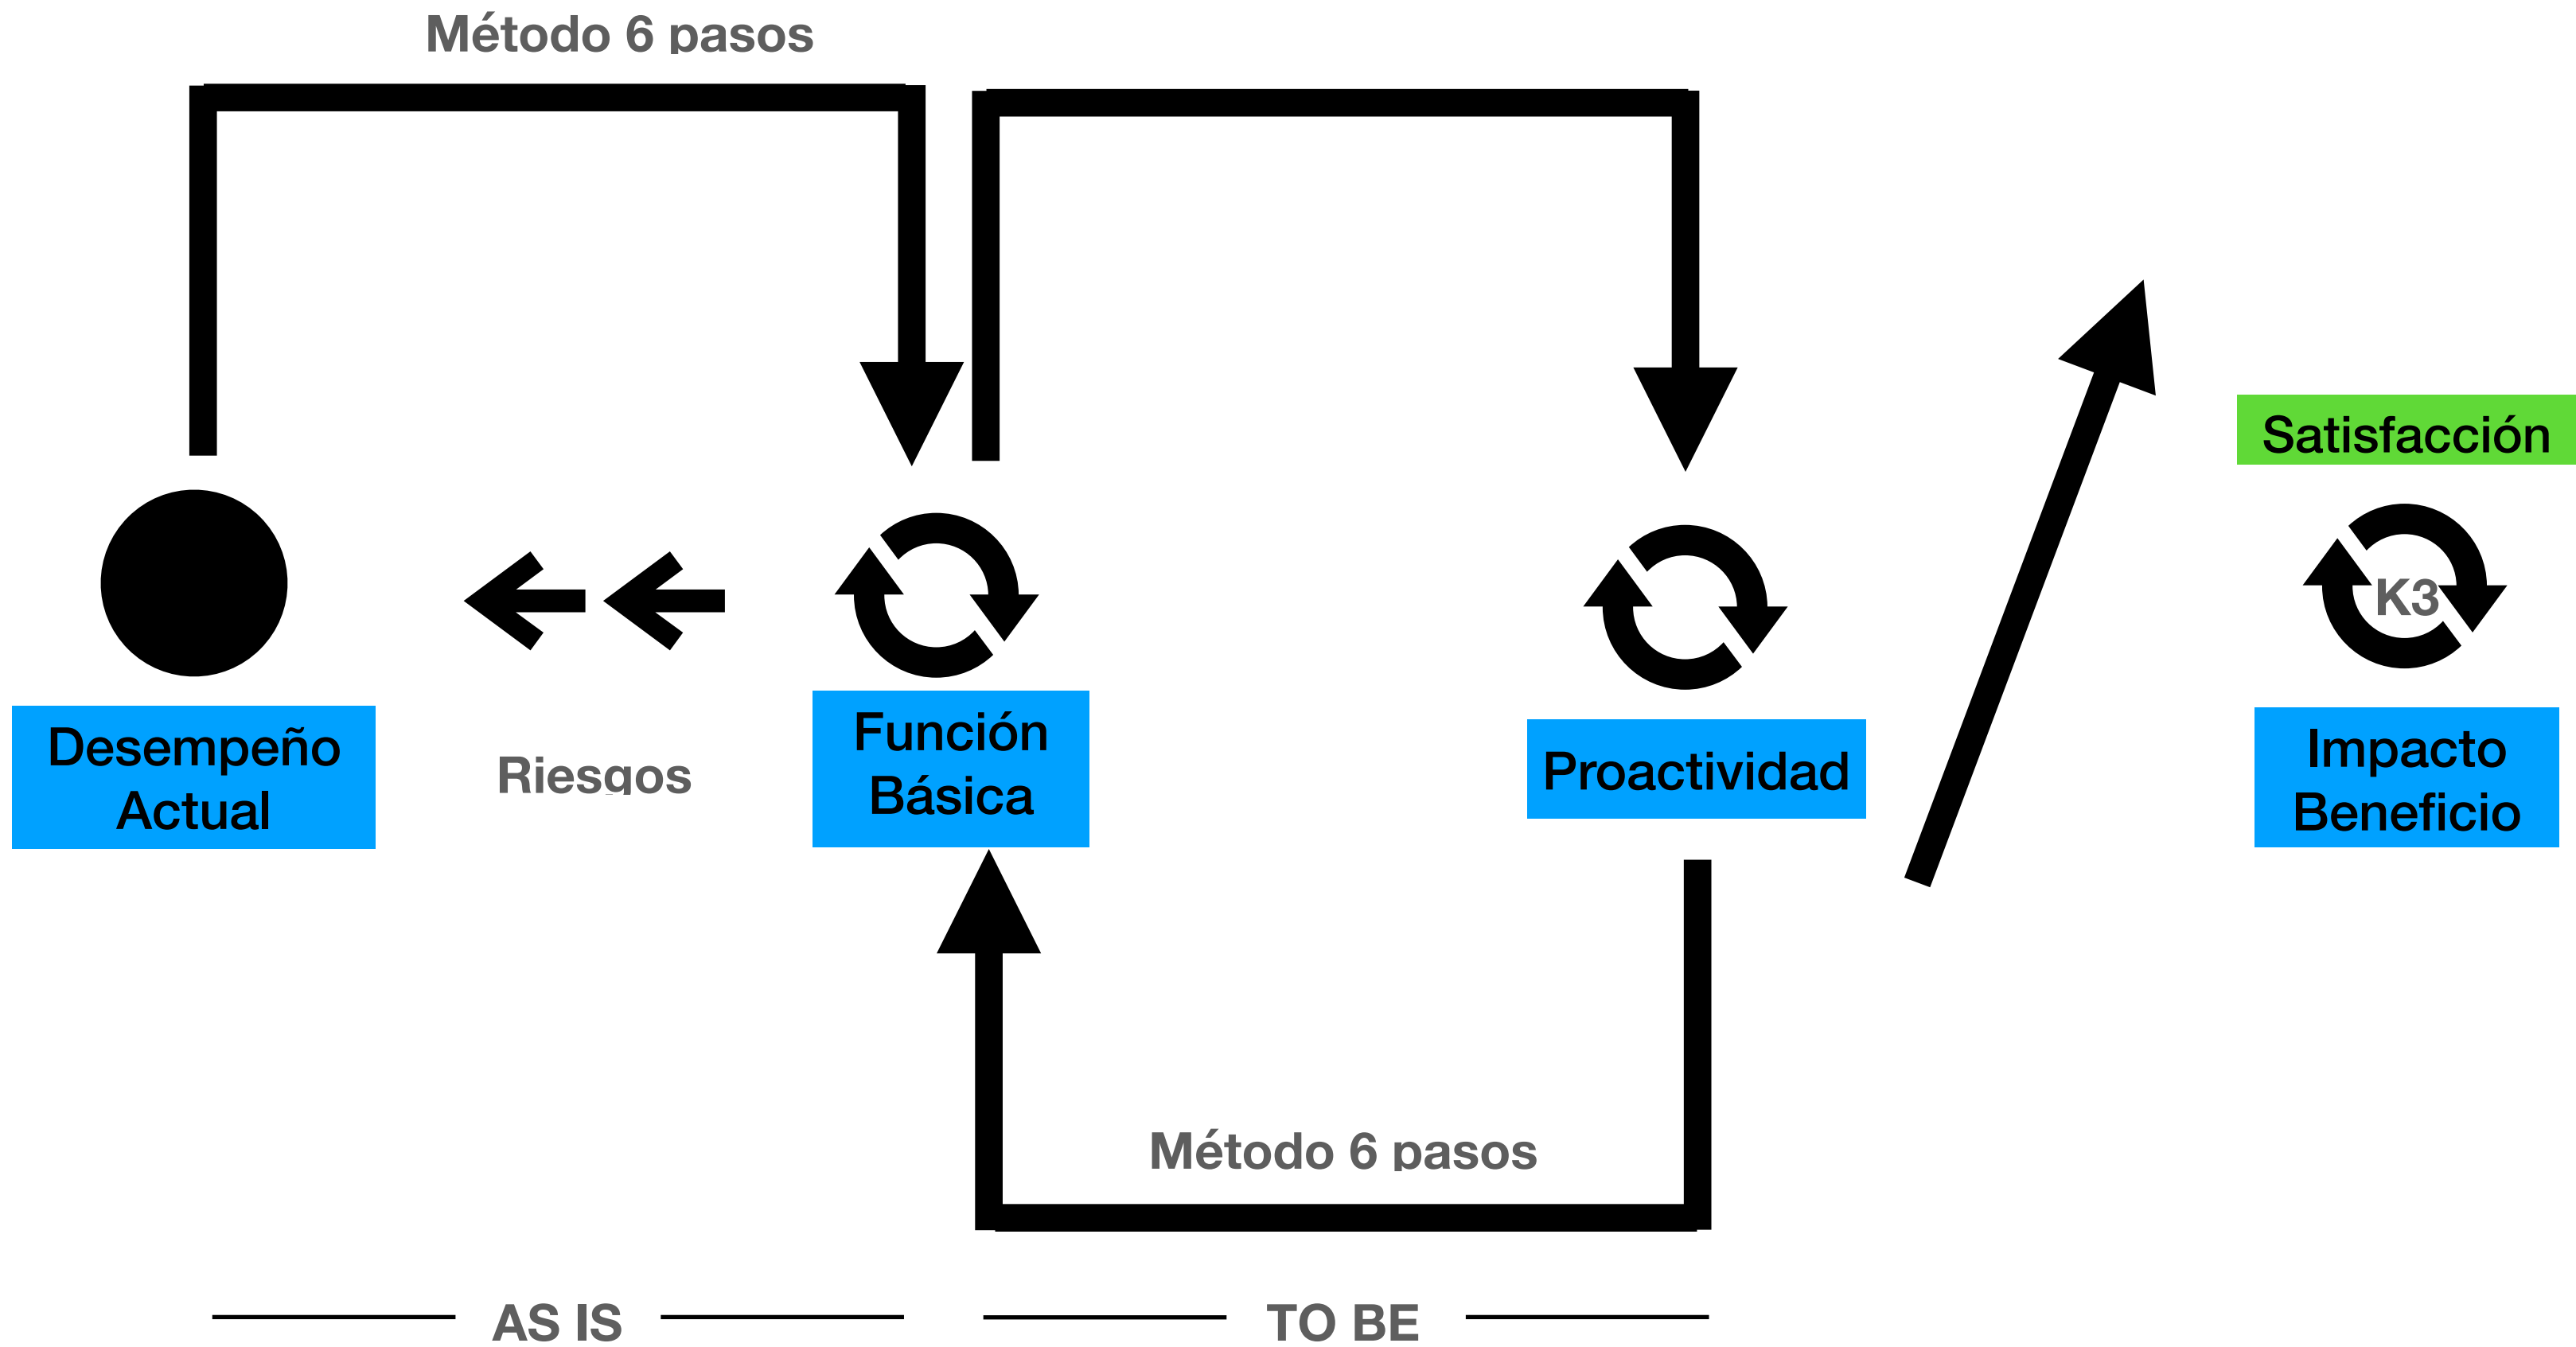 Método 6 pasos
Satisfacción
K3
Desempeño
Actual
Riesgos
Función
Básica
Proactividad
Impacto
Beneficio
Método 6 pasos
AS IS
TO BE